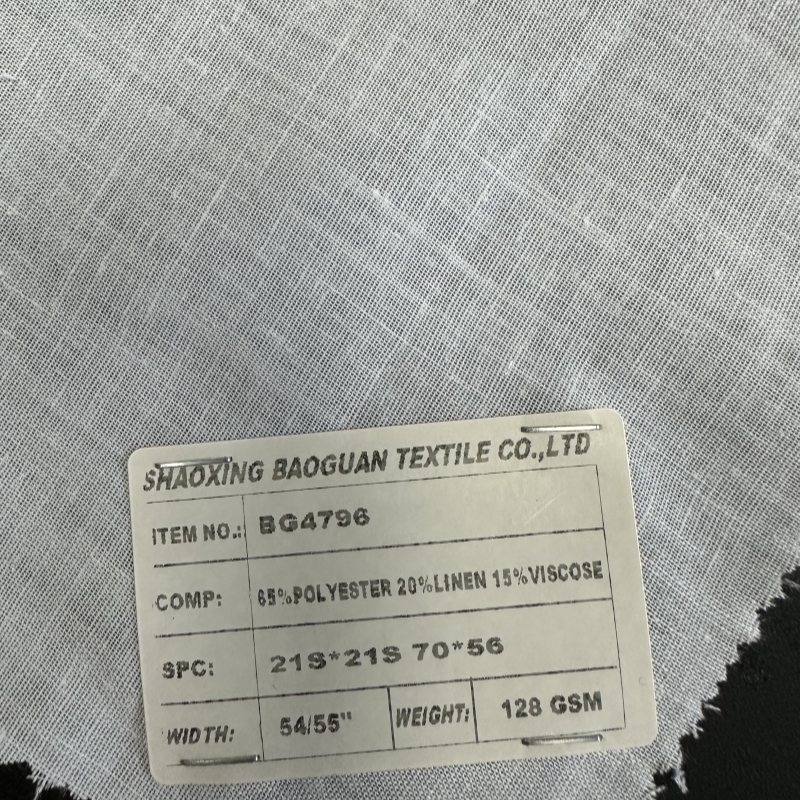 SHAOXING BAOGUAN TEXTILE CO.,LTD
ITEM NO.: BG4796
COMP: 65%POLYESTER 20%LINEN 15%VISCOSE
SPC: 21S*21S 70*56
WIDTH: 54/55" WEIGHT: 128 GSM